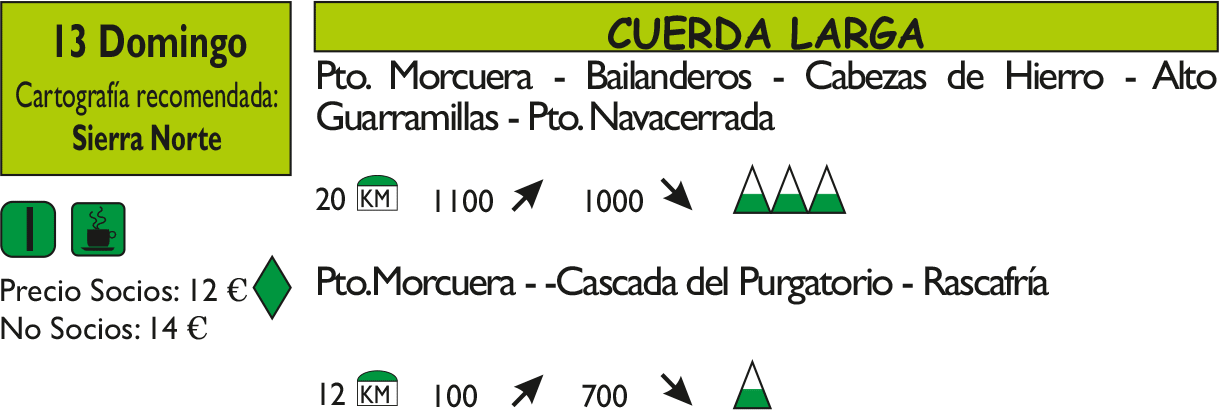 13 Domingo
Cartografía recomendada:
Sierra Norte
I
Precio Socios: 12 €
No Socios: 14 €
CUERDA LARGA
Pto. Morcuera - Bailanderos - Cabezas de Hierro - Alto
Guarramillas - Pto. Navacerrada
20 KM 1100 1000
Pto.Morcuera - -Cascada del Purgatorio - Rascafría
12 KM 100 700